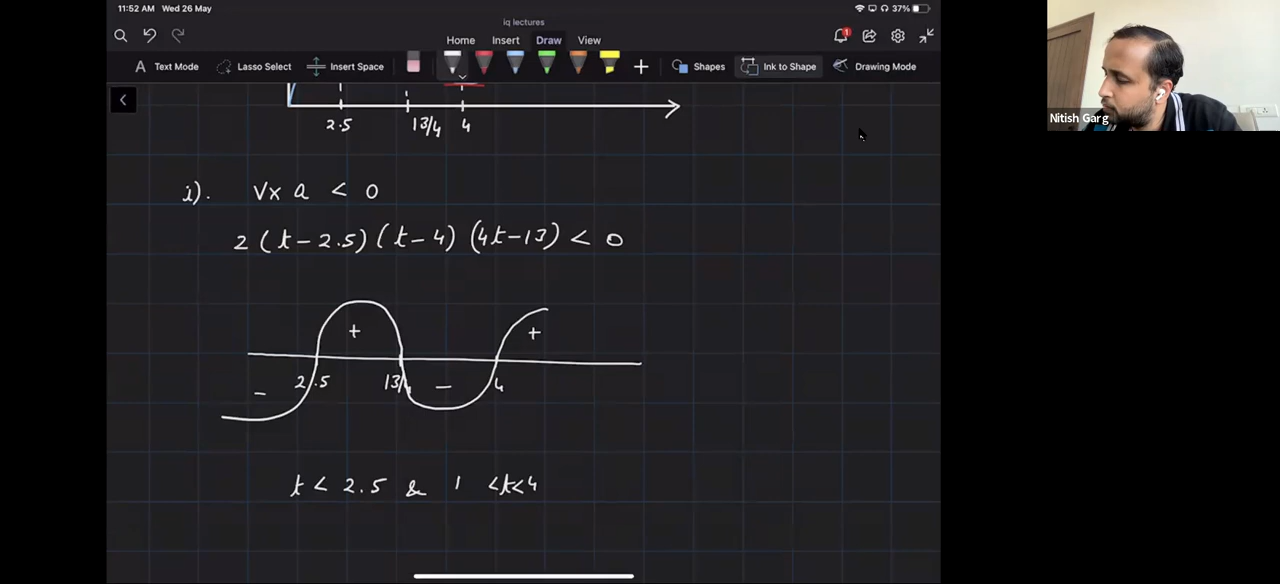 11:52 AM Wed 26 May
37%
iq lectures
Home Insert Draw View
1
A Text Mode Lasso Select Insert Space Shapes Ink to Shape Drawing Mode
Nitish Garg
2.5 13/4 4
i). V x a < 0
2 (t - 2.5) (t - 4) (4t - 13) < 0
+ +
- 2.5 13/4 - 4
t < 2.5 & 1 < t < 4